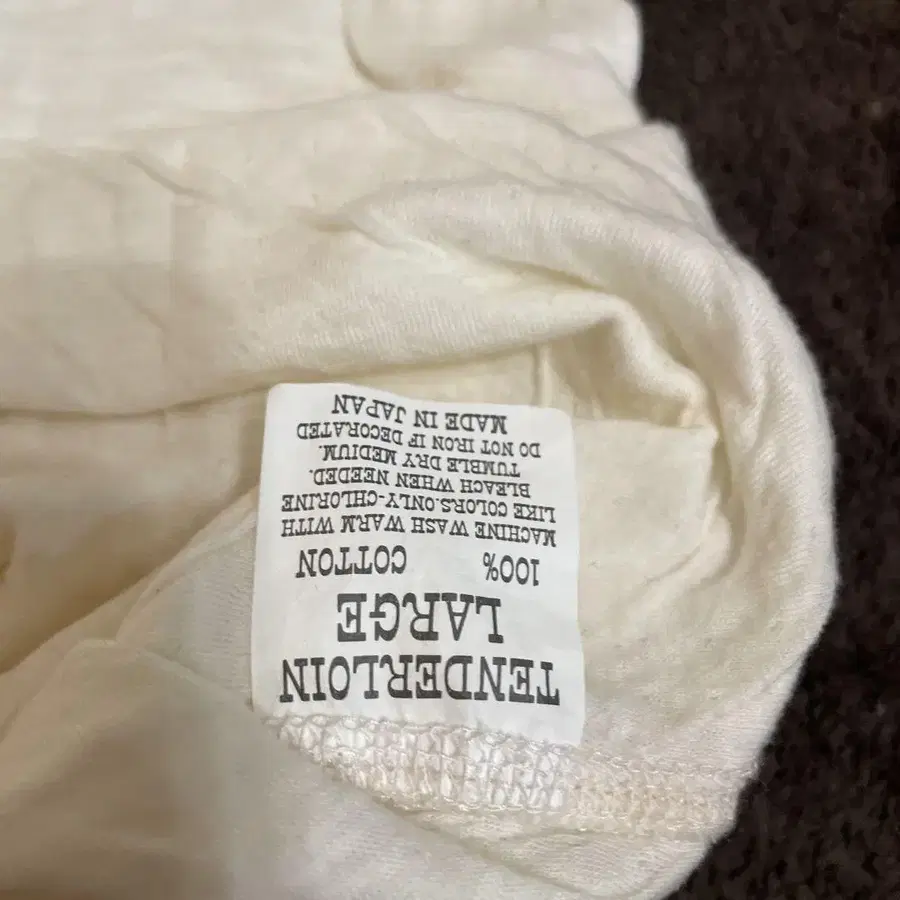 TENDERLOIN
LARGE
100% COTTON
MACHINE WASH WARM WITH
LIKE COLORS.ONLY-CHLORINE
BLEACH WHEN NEEDED.
TUMBLE DRY MEDIUM.
DO NOT IRON IF DECORATED
MADE IN JAPAN